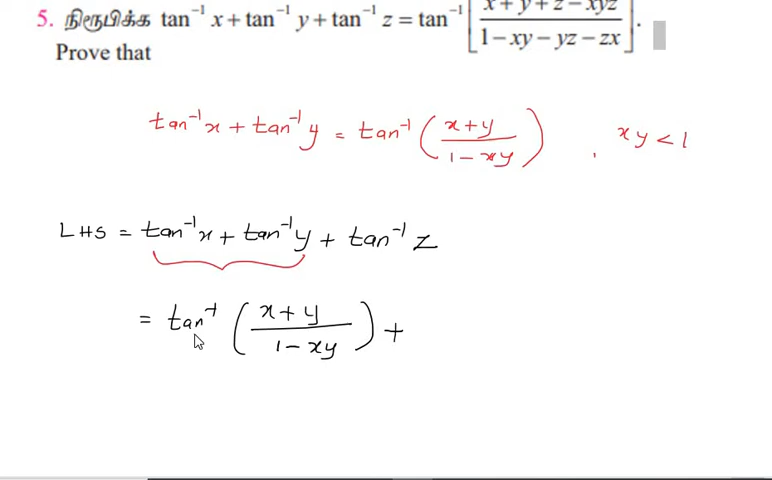 5. நிரூபிக்க tan⁻¹ x + tan⁻¹ y + tan⁻¹ z = tan⁻¹ [(x + y + z − xyz)/(1 − xy − yz − zx)].
Prove that
tan⁻¹x + tan⁻¹y = tan⁻¹((x+y)/(1−xy)) , xy < 1
LHS = tan⁻¹x + tan⁻¹y + tan⁻¹z
= tan⁻¹((x+y)/(1−xy)) +